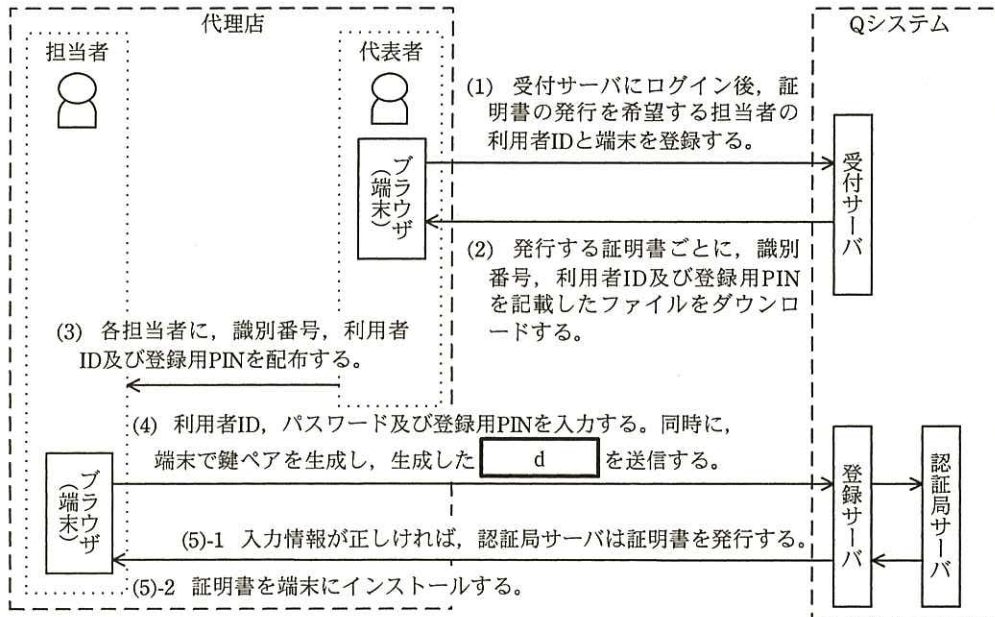 代理店
Qシステム
担当者
代表者
(1) 受付サーバにログイン後，証
明書の発行を希望する担当者の
利用者IDと端末を登録する。
ブラウザ
（端末）
受付サーバ
(2) 発行する証明書ごとに，識別
番号，利用者ID及び登録用PIN
を記載したファイルをダウンロ
ードする。
(3) 各担当者に，識別番号，利用者
ID及び登録用PINを配布する。
(4) 利用者ID，パスワード及び登録用PINを入力する。同時に，
端末で鍵ペアを生成し，生成した d を送信する。
ブラウザ
（端末）
登録サーバ
認証局サーバ
(5)-1 入力情報が正しければ，認証局サーバは証明書を発行する。
(5)-2 証明書を端末にインストールする。